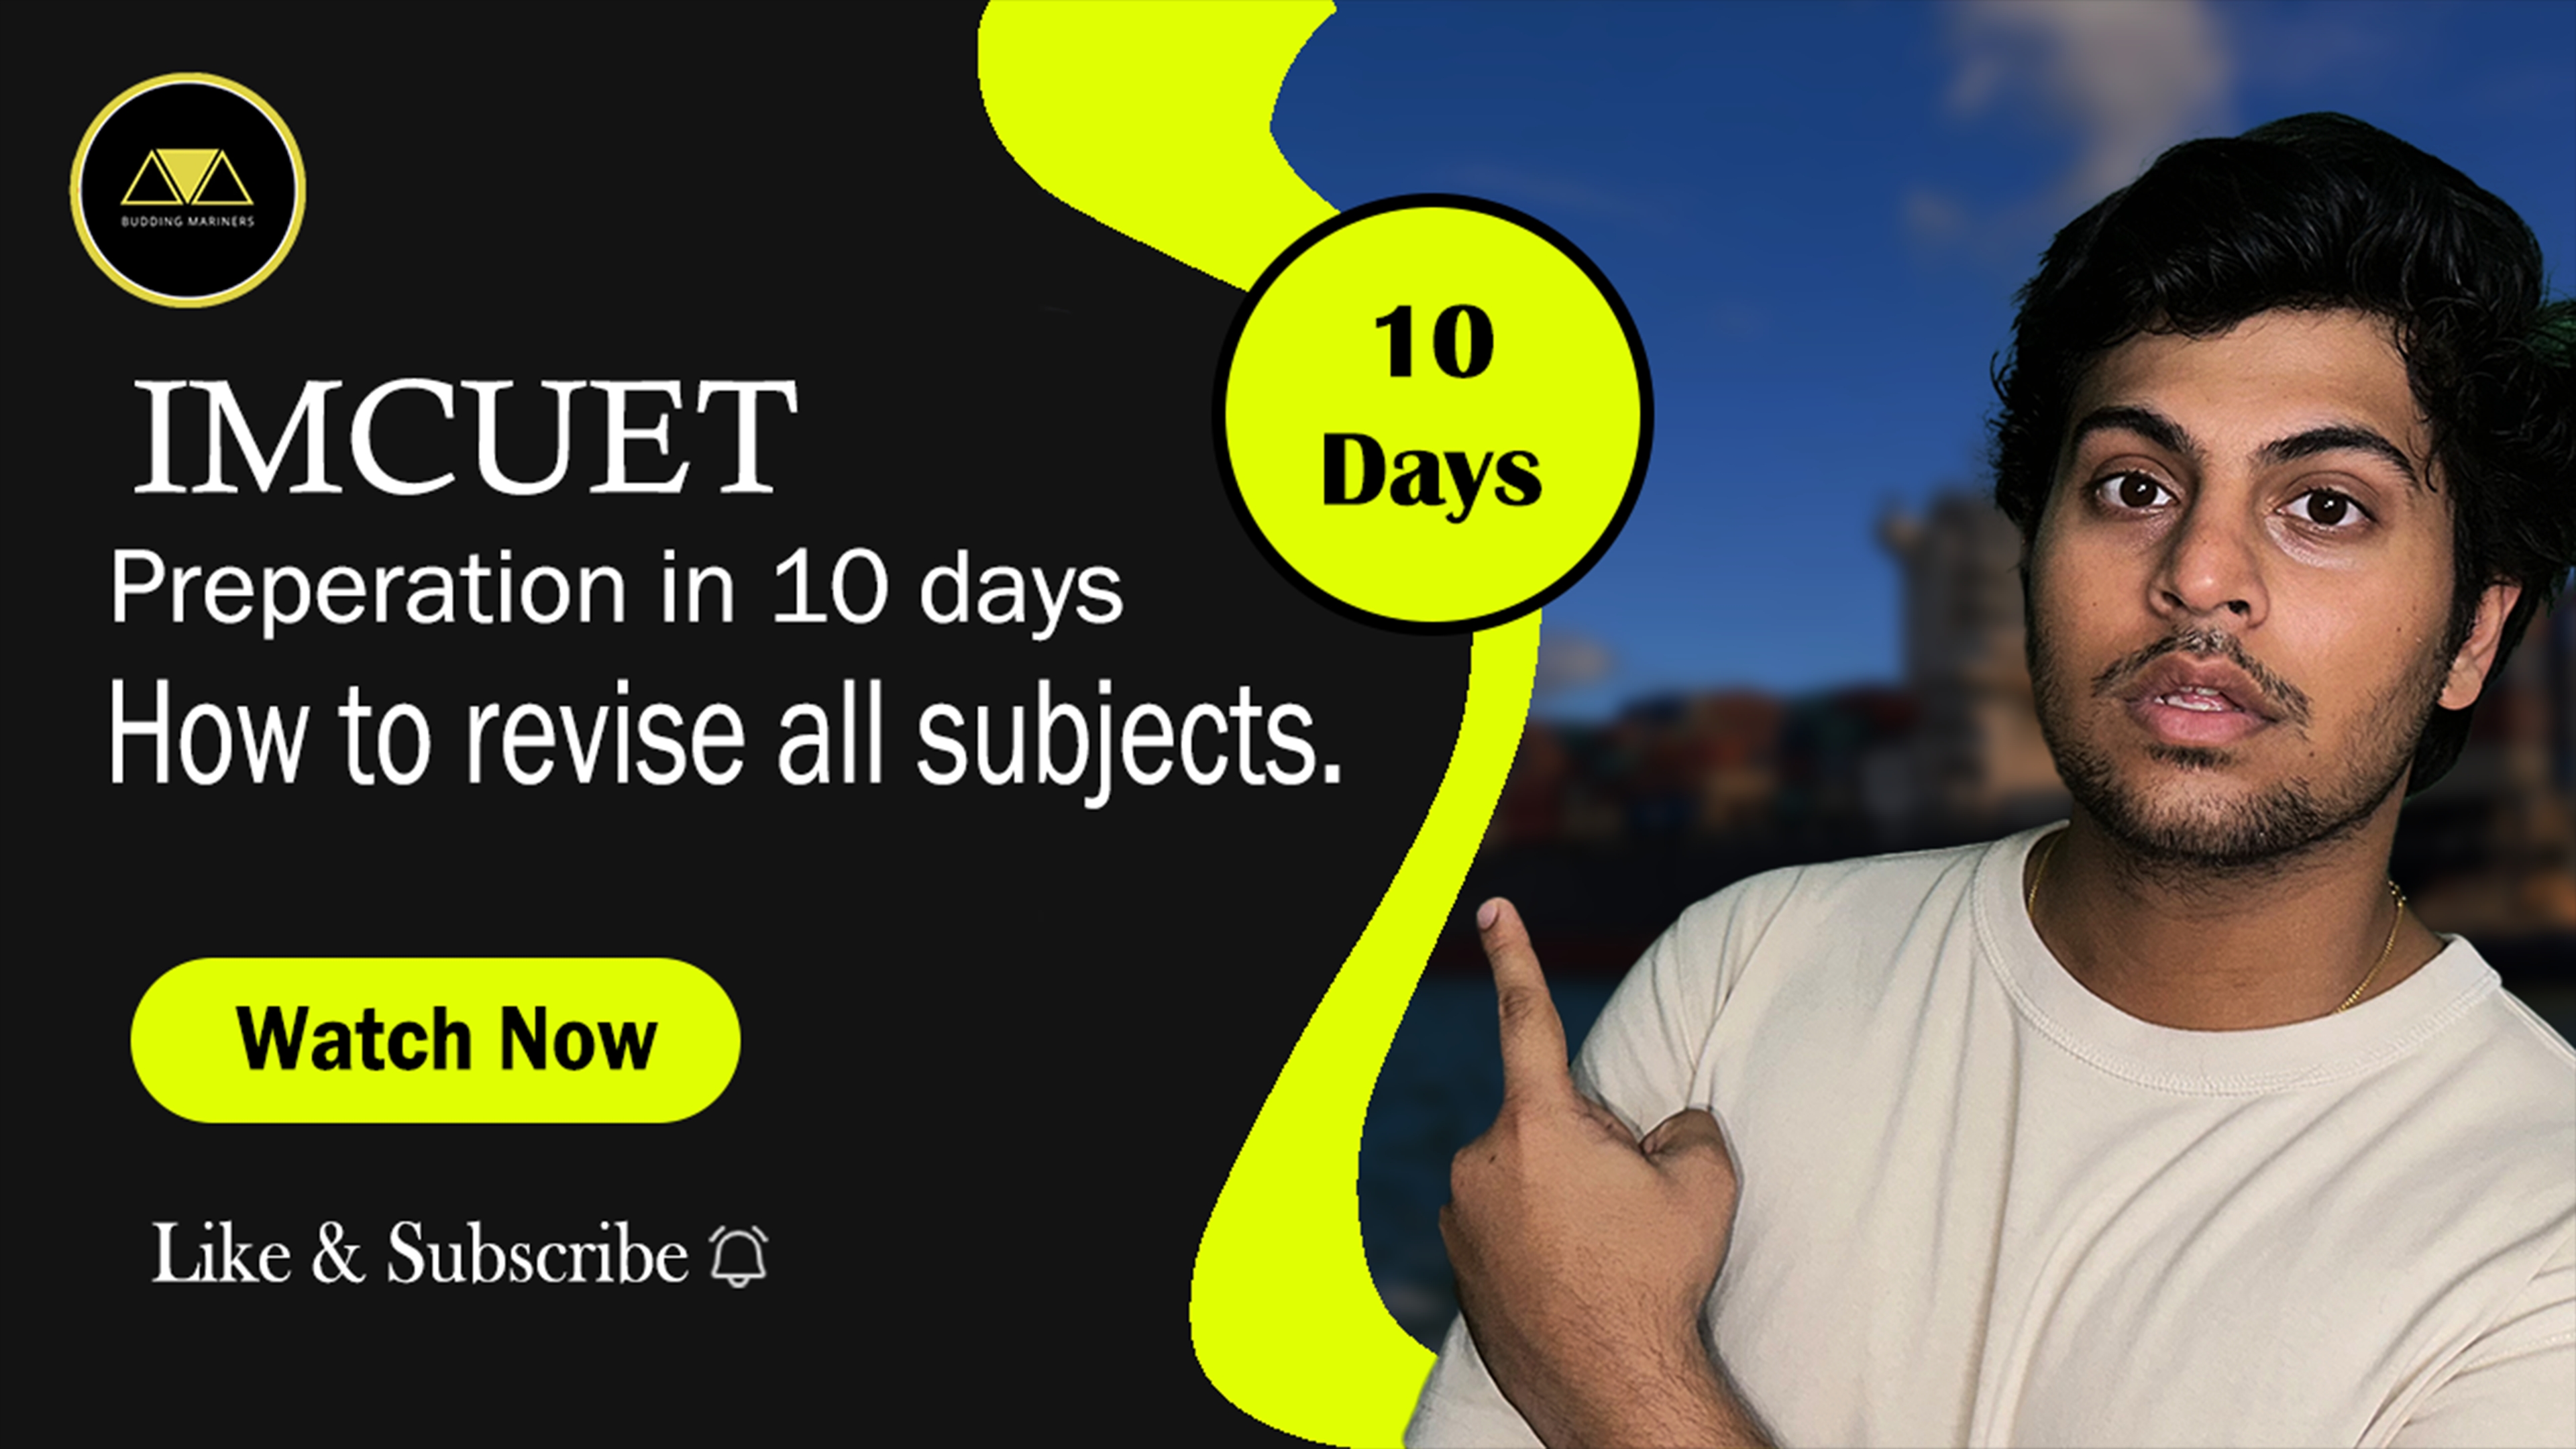 BUDDING MARINERS
IMCUET
Preperation in 10 days
How to revise all subjects.
10
Days
Watch Now
Like & Subscribe